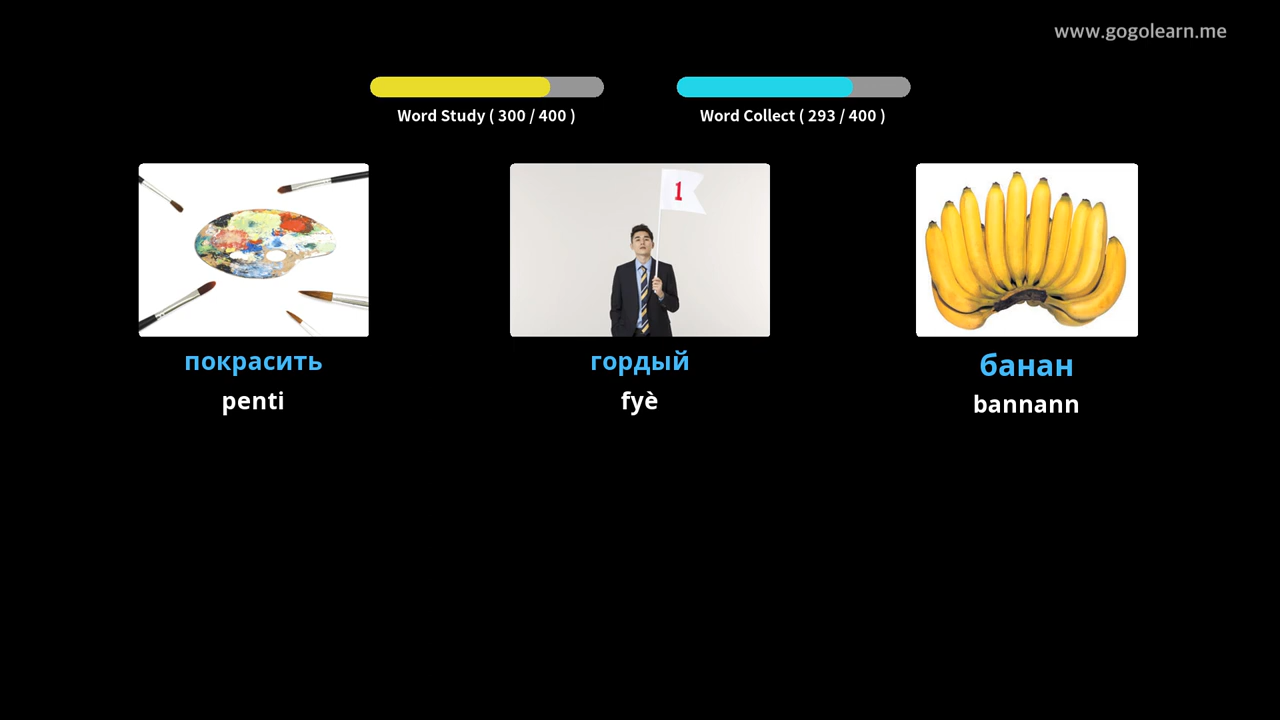 www.gogolearn.me
Word Study ( 300 / 400 )
Word Collect ( 293 / 400 )
1
покрасить
penti
гордый
fyè
банан
bannann